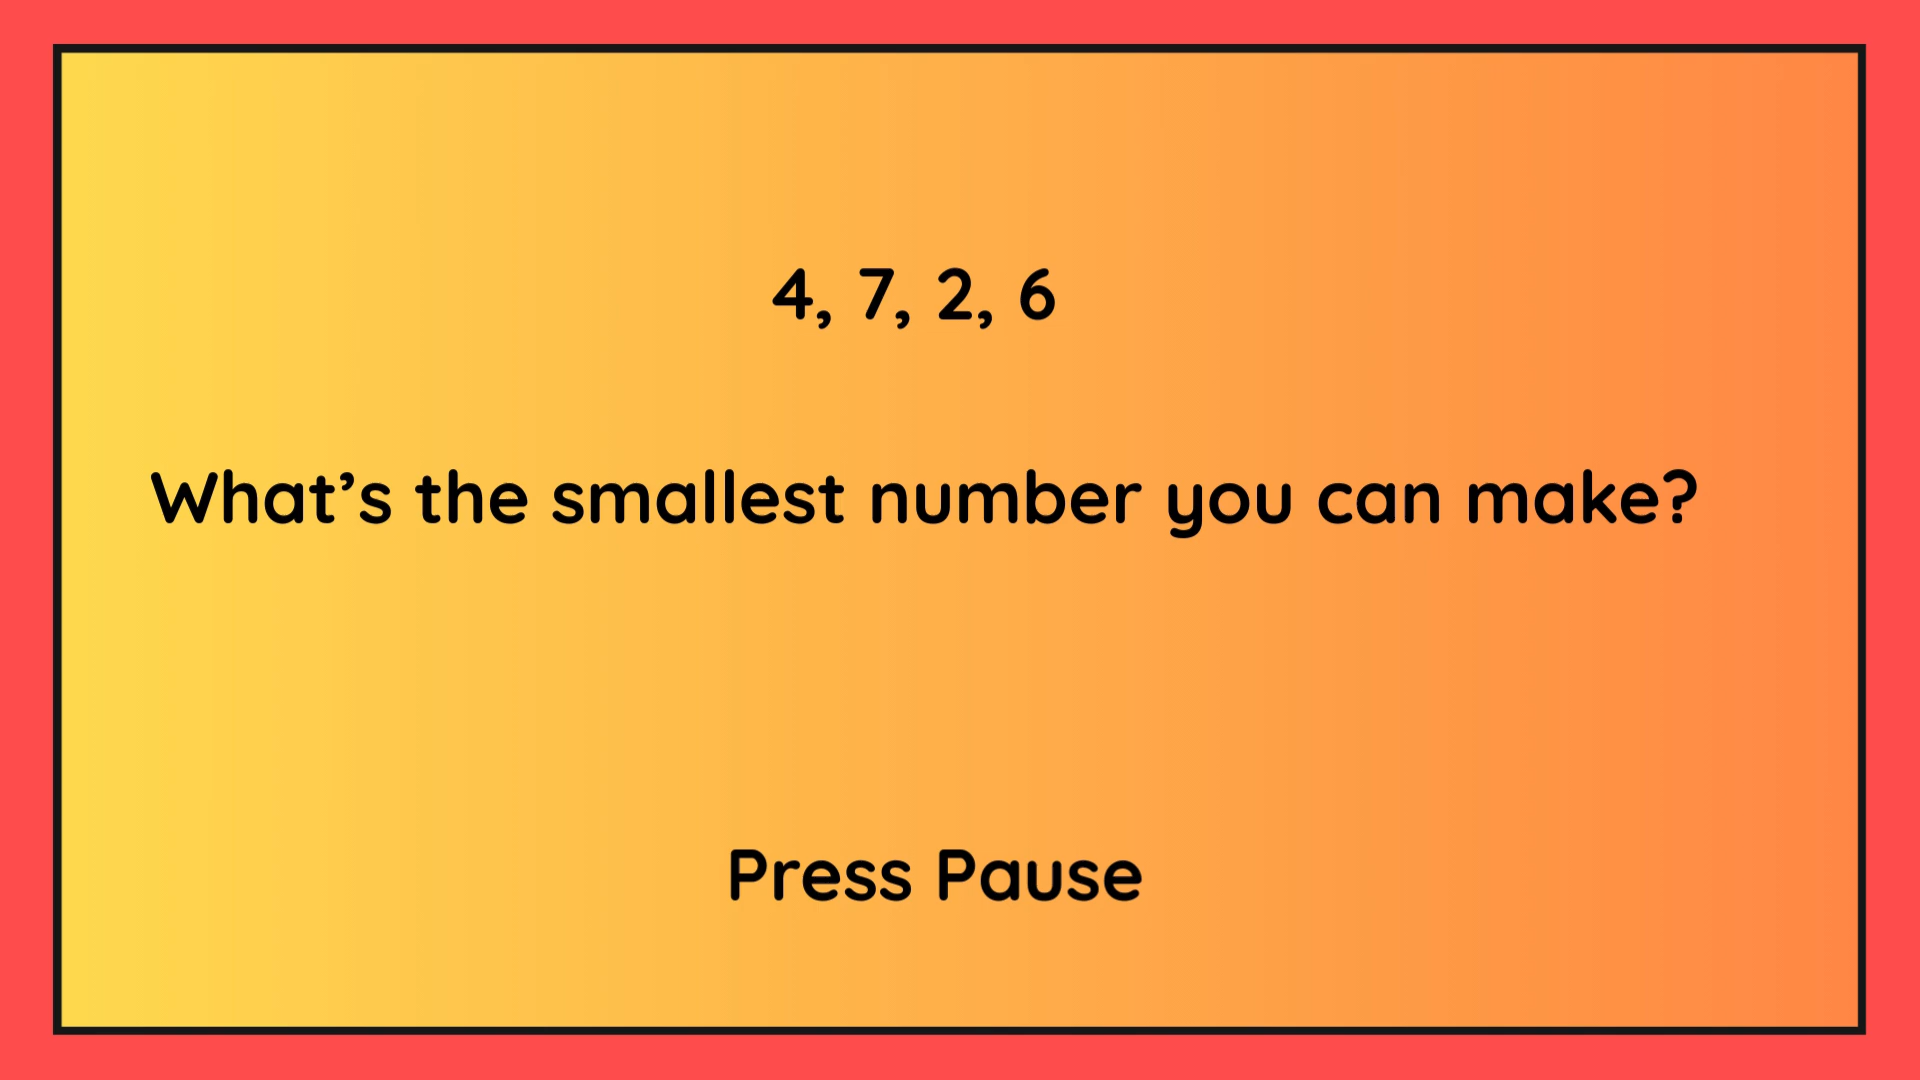 4, 7, 2, 6
What’s the smallest number you can make?
Press Pause